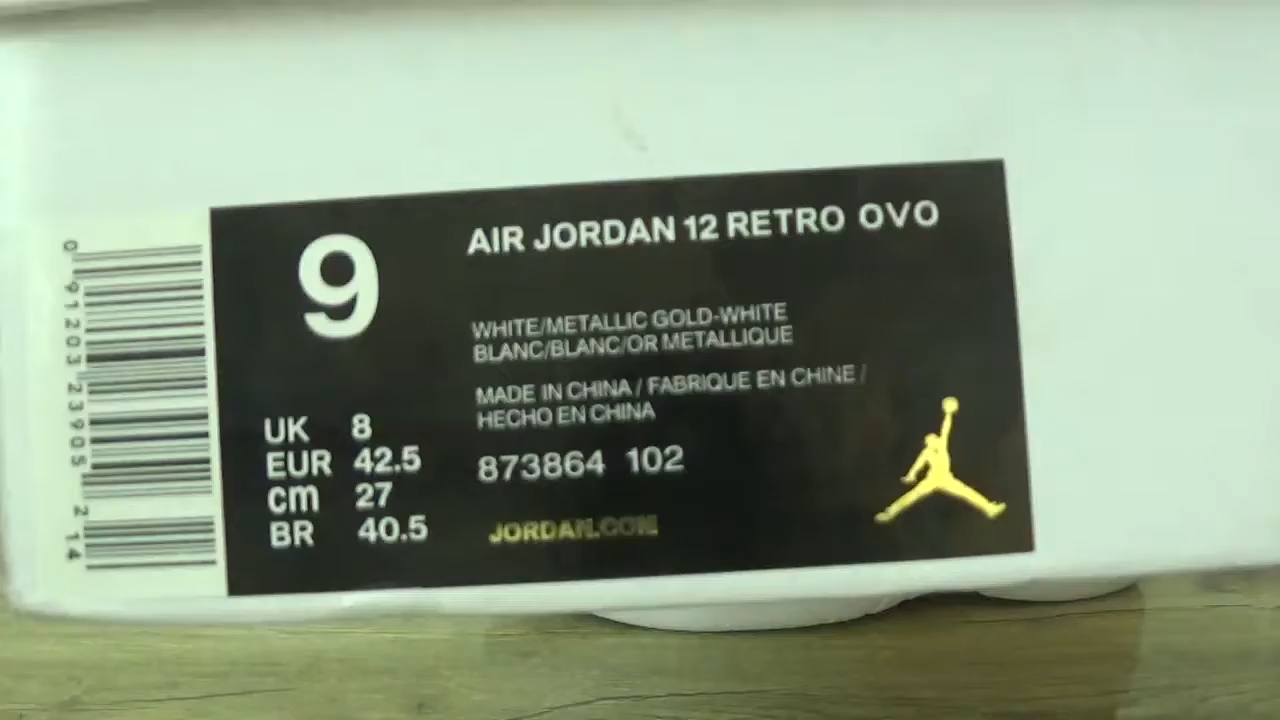 9
AIR JORDAN 12 RETRO OVO
WHITE/METALLIC GOLD-WHITE
BLANC/BLANC/OR METALLIQUE
MADE IN CHINA / FABRIQUE EN CHINE /
HECHO EN CHINA
873864 102
JORDAN.COM
UK 8
EUR 42.5
cm 27
BR 40.5
0 91203 23905 2 14